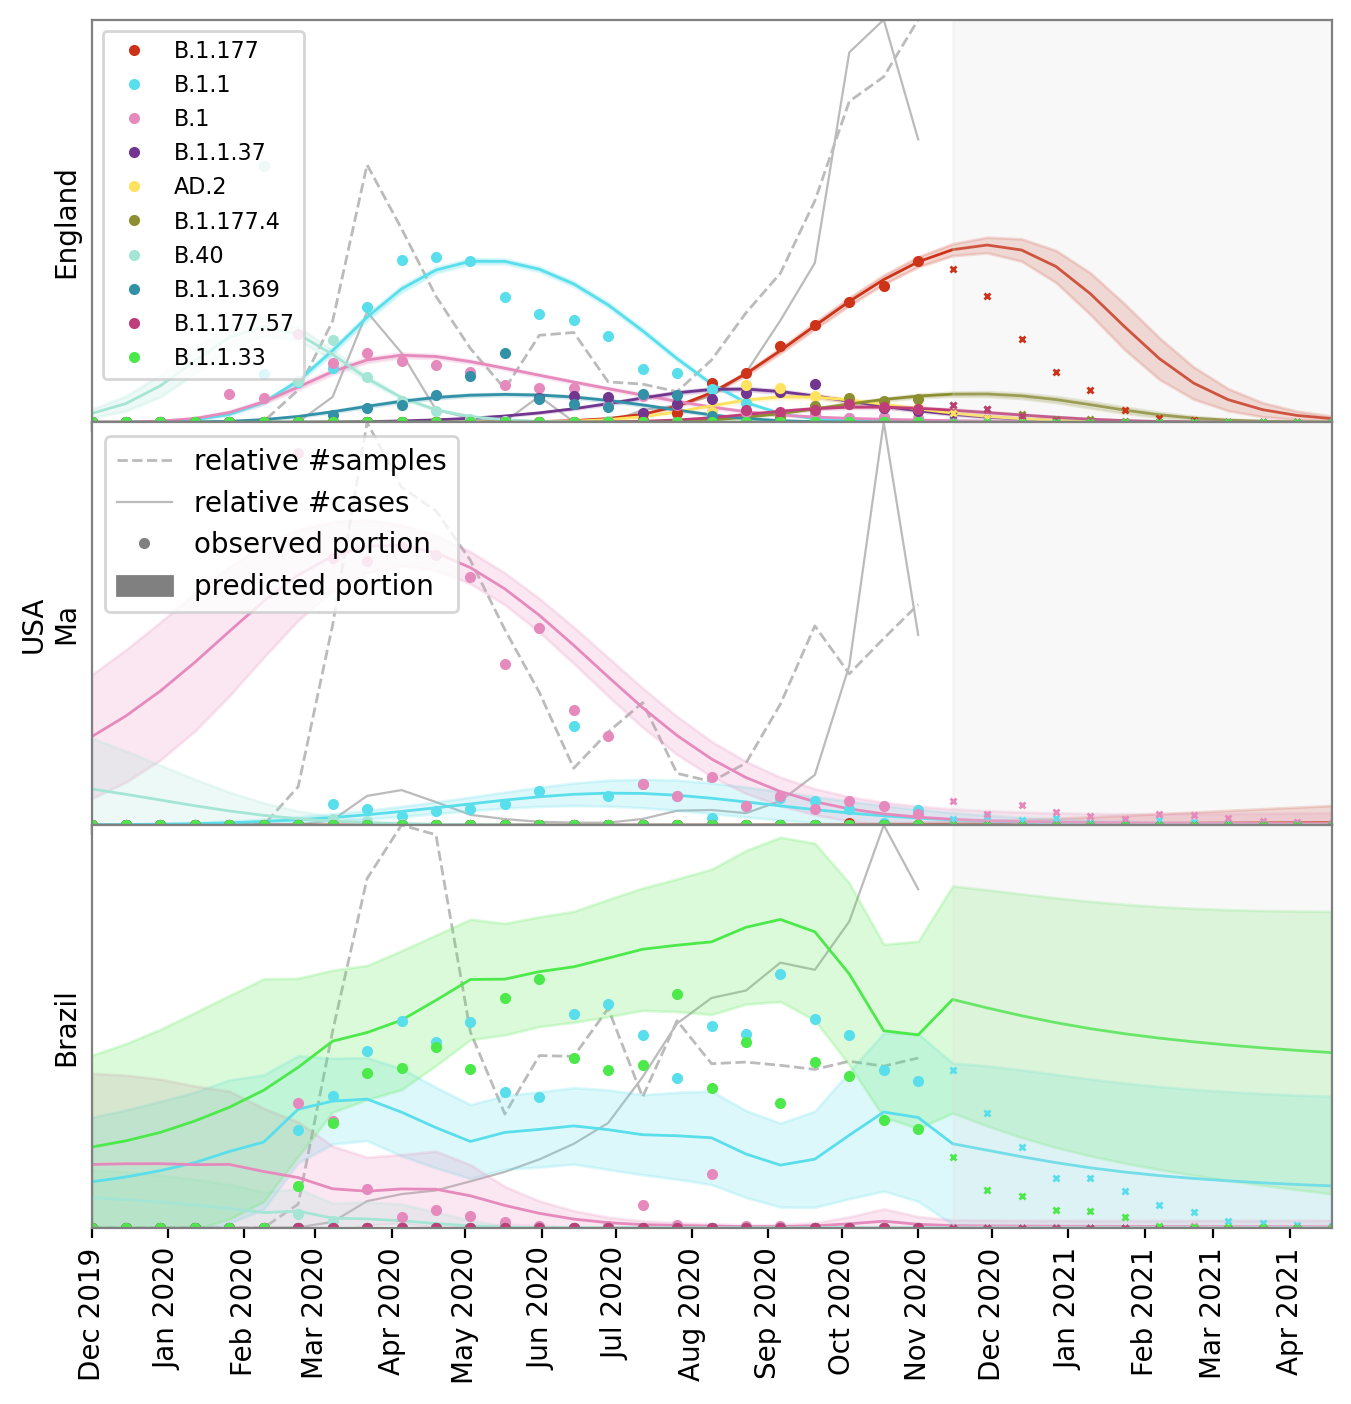 B.1.177
B.1.1
B.1
B.1.1.37
AD.2
B.1.177.4
B.40
B.1.1.369
B.1.177.57
B.1.1.33
England
relative #samples
relative #cases
observed portion
predicted portion
USA
Ma
Brazil
Dec 2019
Jan 2020
Feb 2020
Mar 2020
Apr 2020
May 2020
Jun 2020
Jul 2020
Aug 2020
Sep 2020
Oct 2020
Nov 2020
Dec 2020
Jan 2021
Feb 2021
Mar 2021
Apr 2021